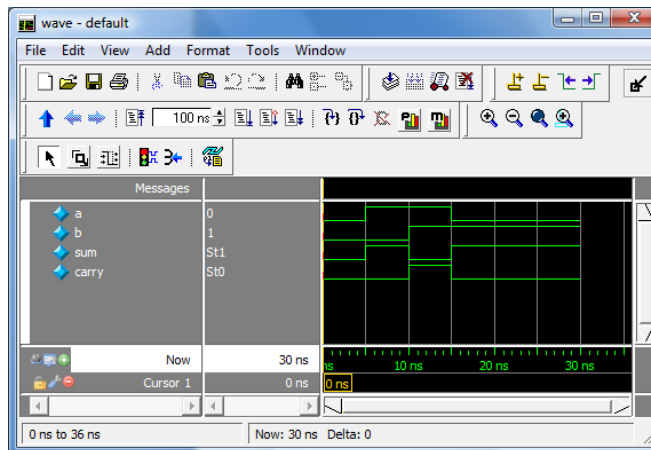 wave - default
File Edit View Add Format Tools Window
100 ns
Messages
a 0
b 1
sum St1
carry St0
Now 30 ns ns 10 ns 20 ns 30 ns
Cursor 1 0 ns 0 ns
0 ns to 36 ns Now: 30 ns Delta: 0